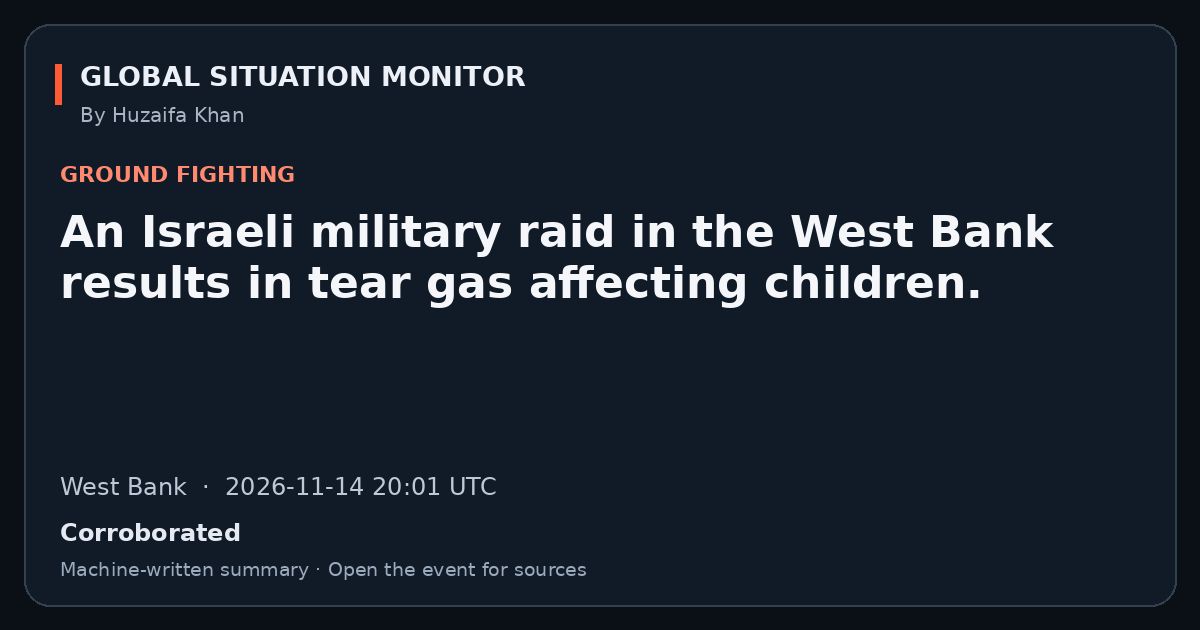 GLOBAL SITUATION MONITOR
By Huzaifa Khan
GROUND FIGHTING
An Israeli military raid in the West Bank
results in tear gas affecting children.
West Bank · 2026-11-14 20:01 UTC
Corroborated
Machine-written summary · Open the event for sources